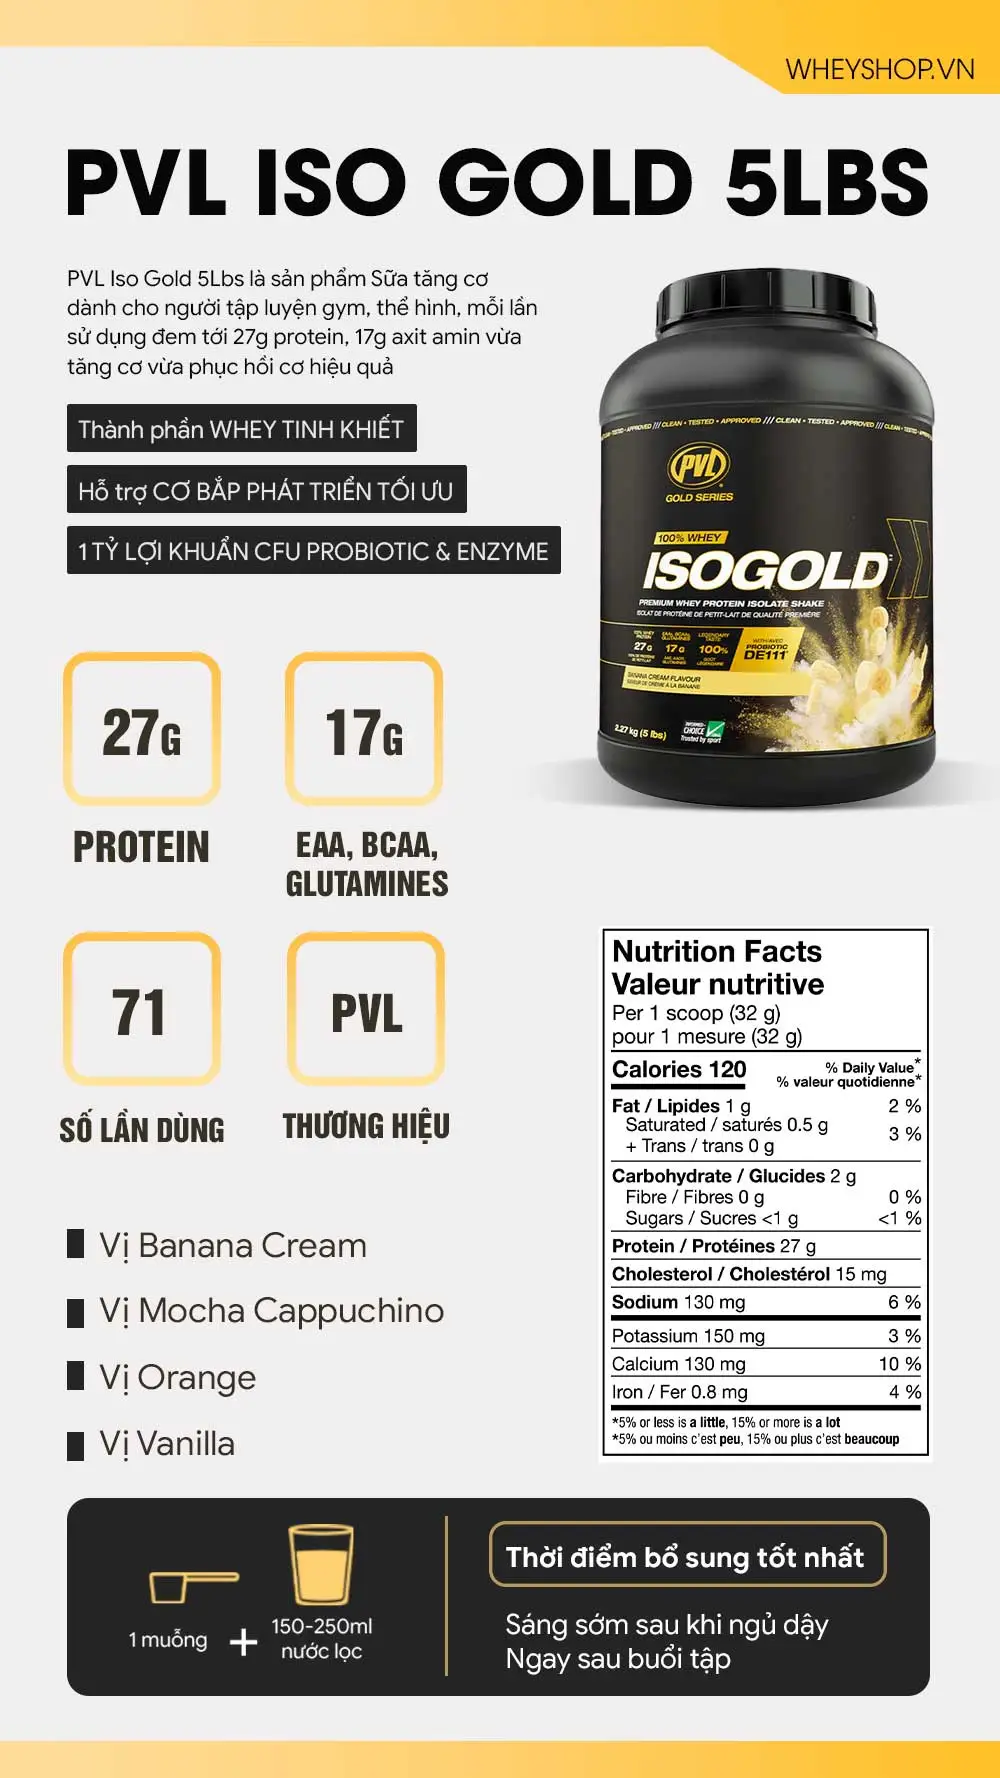 WHEYSHOP.VN
PVL ISO GOLD 5LBS
PVL Iso Gold 5Lbs là sản phẩm Sữa tăng cơ
dành cho người tập luyện gym, thể hình, mỗi lần
sử dụng đem tới 27g protein, 17g axit amin vừa
tăng cơ vừa phục hồi cơ hiệu quả
Thành phần WHEY TINH KHIẾT
Hỗ trợ CƠ BẮP PHÁT TRIỂN TỐI ƯU
1 TỶ LỢI KHUẨN CFU PROBIOTIC & ENZYME
TESTED • APPROVED /// CLEAN • TESTED • APPROVED /// CLEAN • TESTED • APPROVED /// CLEAN
PVL
GOLD SERIES
100% WHEY
ISOGOLD
PREMIUM WHEY PROTEIN ISOLATE SHAKE
ISOLAT DE PROTÉINE DE PETIT-LAIT DE QUALITÉ PREMIÈRE
27 G
17 G
LEGENDARY TASTE
100%
WITH/AVEC
PROBIOTIC
DE111
BANANA CREAM FLAVOUR
SAVEUR DE CRÈME À LA BANANE
2.27 kg (5 lbs)
INFORMED
CHOICE
Trusted by sport
27G
17G
PROTEIN
EAA, BCAA,
GLUTAMINES
71
PVL
SỐ LẦN DÙNG
THƯƠNG HIỆU
Vị Banana Cream
Vị Mocha Cappuchino
Vị Orange
Vị Vanilla
Nutrition Facts
Valeur nutritive
Per 1 scoop (32 g)
pour 1 mesure (32 g)
Calories 120 % Daily Value*
% valeur quotidienne*
Fat / Lipides 1 g 2 %
Saturated / saturés 0.5 g
+ Trans / trans 0 g 3 %
Carbohydrate / Glucides 2 g
Fibre / Fibres 0 g 0 %
Sugars / Sucres <1 g <1 %
Protein / Protéines 27 g
Cholesterol / Cholestérol 15 mg
Sodium 130 mg 6 %
Potassium 150 mg 3 %
Calcium 130 mg 10 %
Iron / Fer 0.8 mg 4 %
*5% or less is a little, 15% or more is a lot
*5% ou moins c'est peu, 15% ou plus c'est beaucoup
1 muỗng
+
150-250ml
nước lọc
Thời điểm bổ sung tốt nhất
Sáng sớm sau khi ngủ dậy
Ngay sau buổi tập